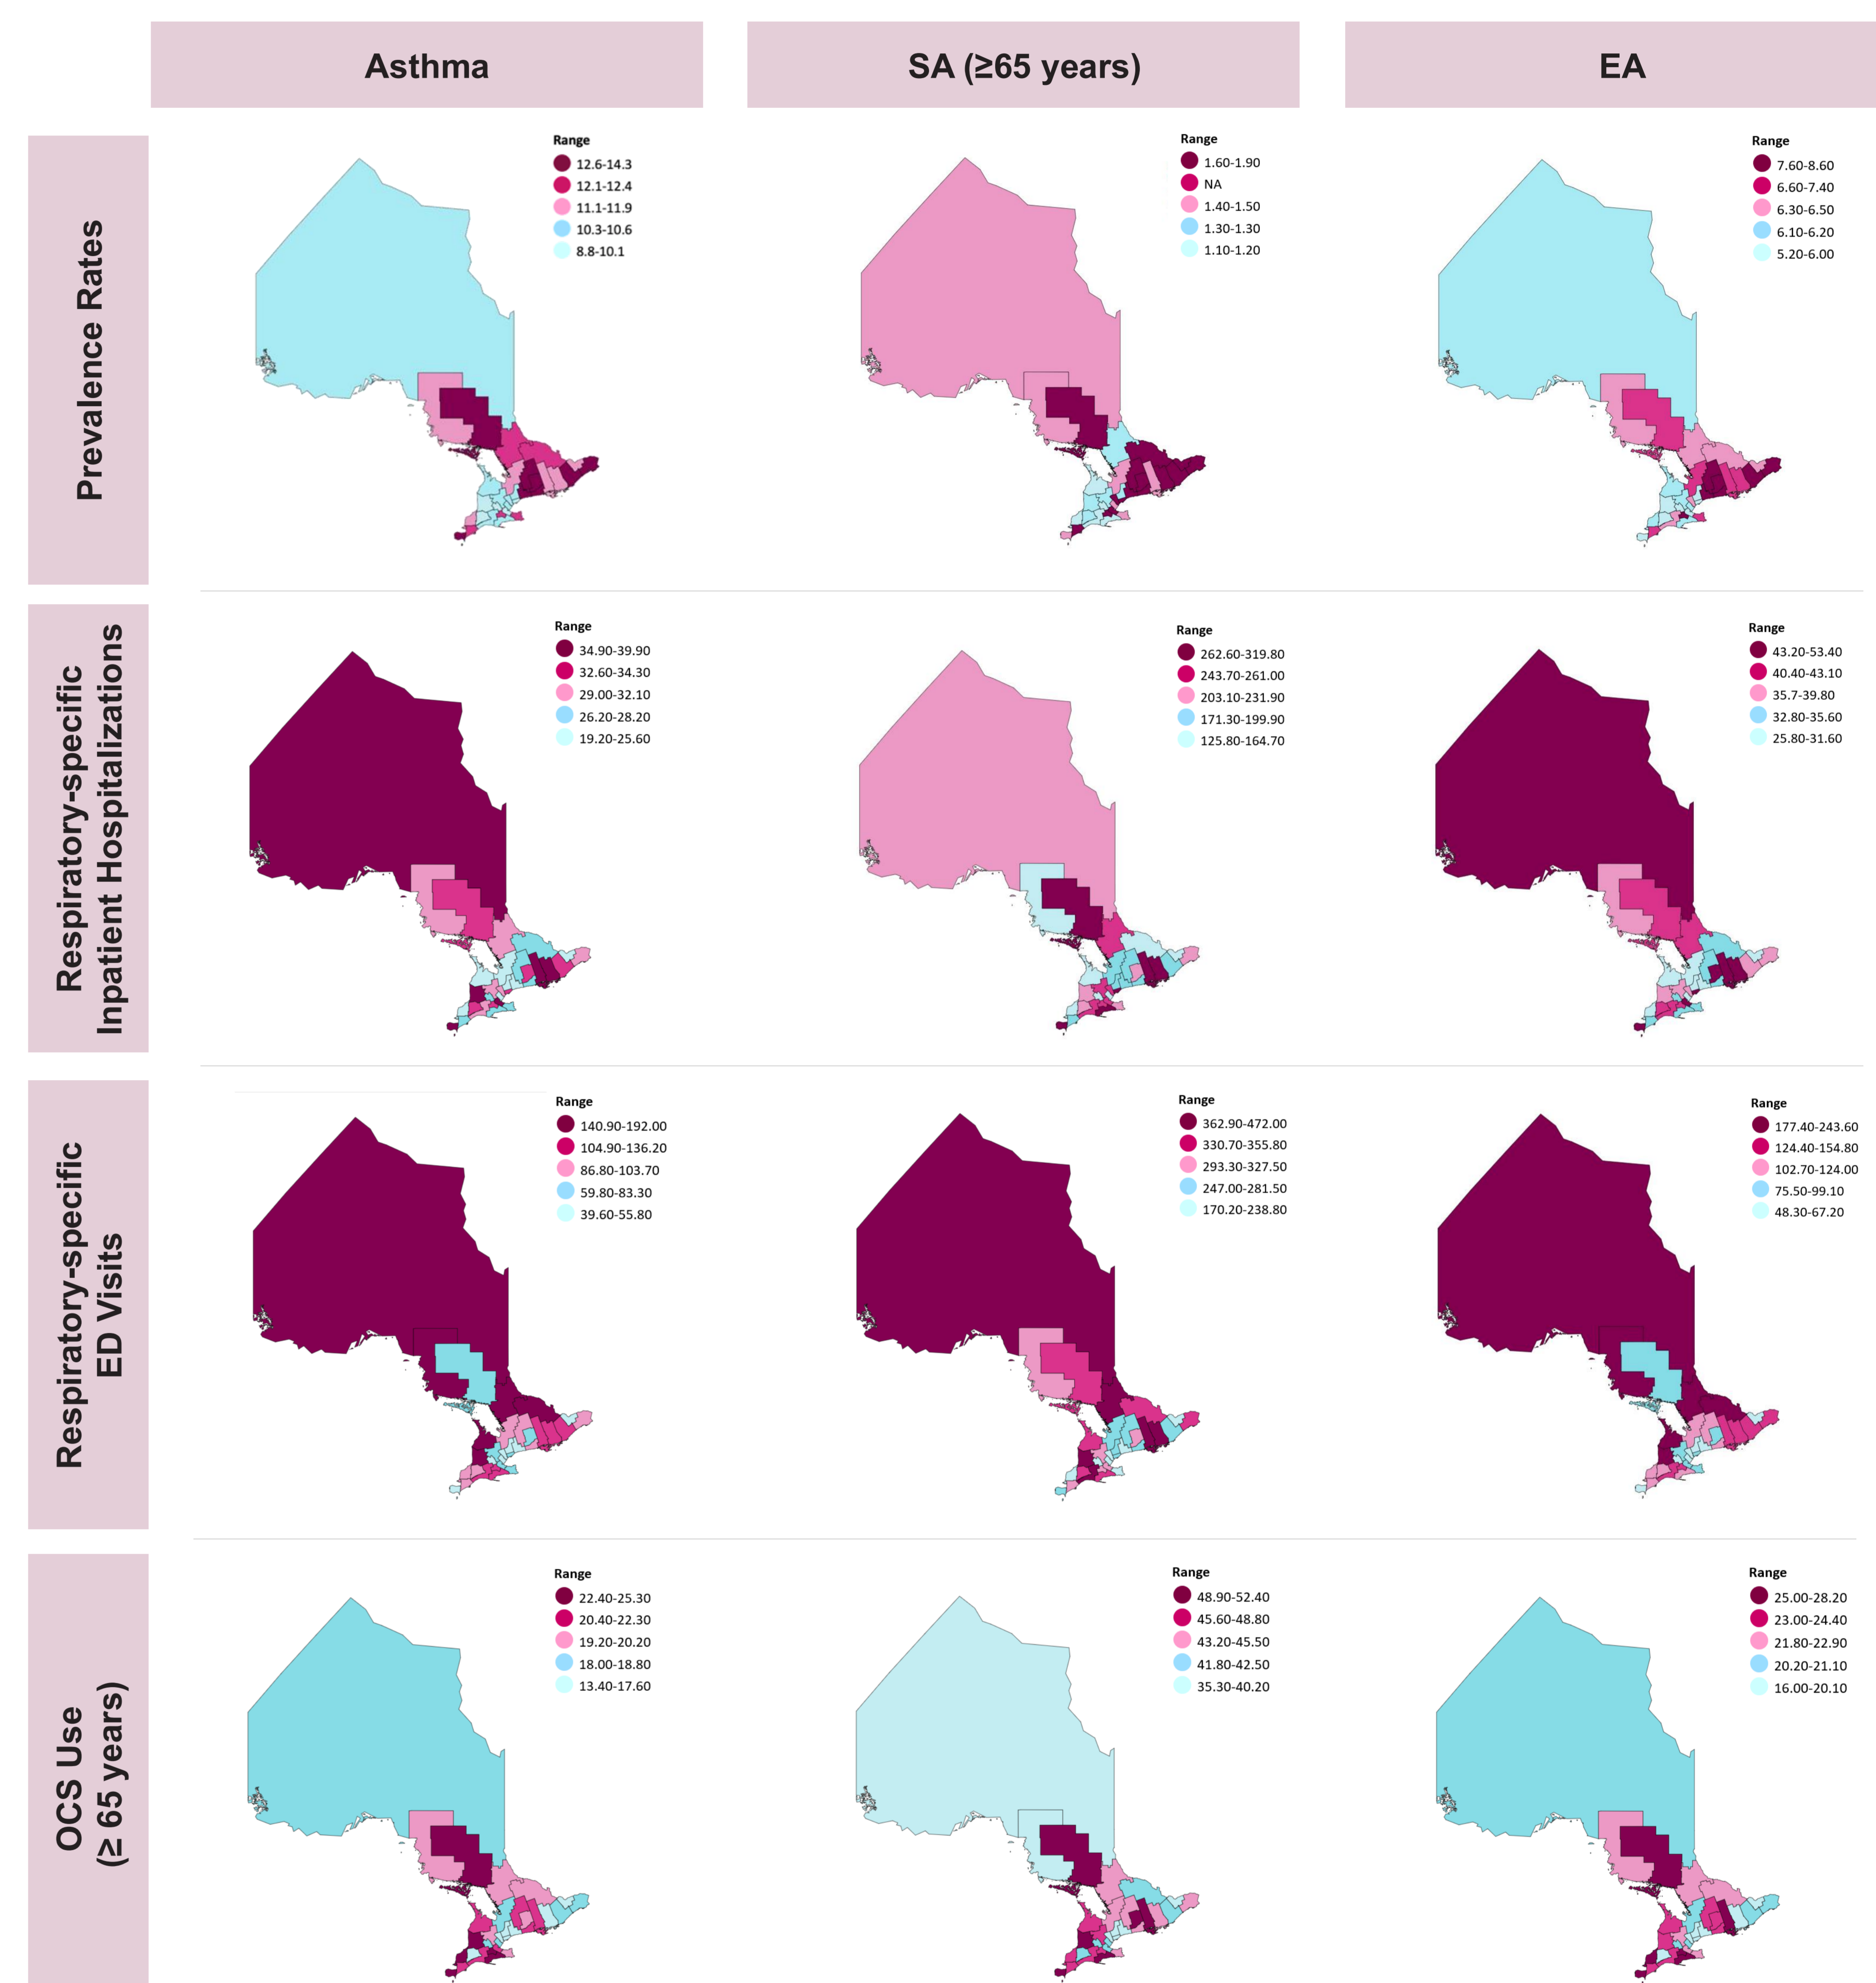 Asthma
SA (≥65 years)
EA
Prevalence Rates
Range
12.6-14.3
12.1-12.4
11.1-11.9
10.3-10.6
8.8-10.1
Range
1.60-1.90
NA
1.40-1.50
1.30-1.30
1.10-1.20
Range
7.60-8.60
6.60-7.40
6.30-6.50
6.10-6.20
5.20-6.00
Respiratory-specific
Inpatient Hospitalizations
Range
34.90-39.90
32.60-34.30
29.00-32.10
26.20-28.20
19.20-25.60
Range
262.60-319.80
243.70-261.00
203.10-231.90
171.30-199.90
125.80-164.70
Range
43.20-53.40
40.40-43.10
35.7-39.80
32.80-35.60
25.80-31.60
Respiratory-specific
ED Visits
Range
140.90-192.00
104.90-136.20
86.80-103.70
59.80-83.30
39.60-55.80
Range
362.90-472.00
330.70-355.80
293.30-327.50
247.00-281.50
170.20-238.80
Range
177.40-243.60
124.40-154.80
102.70-124.00
75.50-99.10
48.30-67.20
OCS Use
(≥ 65 years)
Range
22.40-25.30
20.40-22.30
19.20-20.20
18.00-18.80
13.40-17.60
Range
48.90-52.40
45.60-48.80
43.20-45.50
41.80-42.50
35.30-40.20
Range
25.00-28.20
23.00-24.40
21.80-22.90
20.20-21.10
16.00-20.10